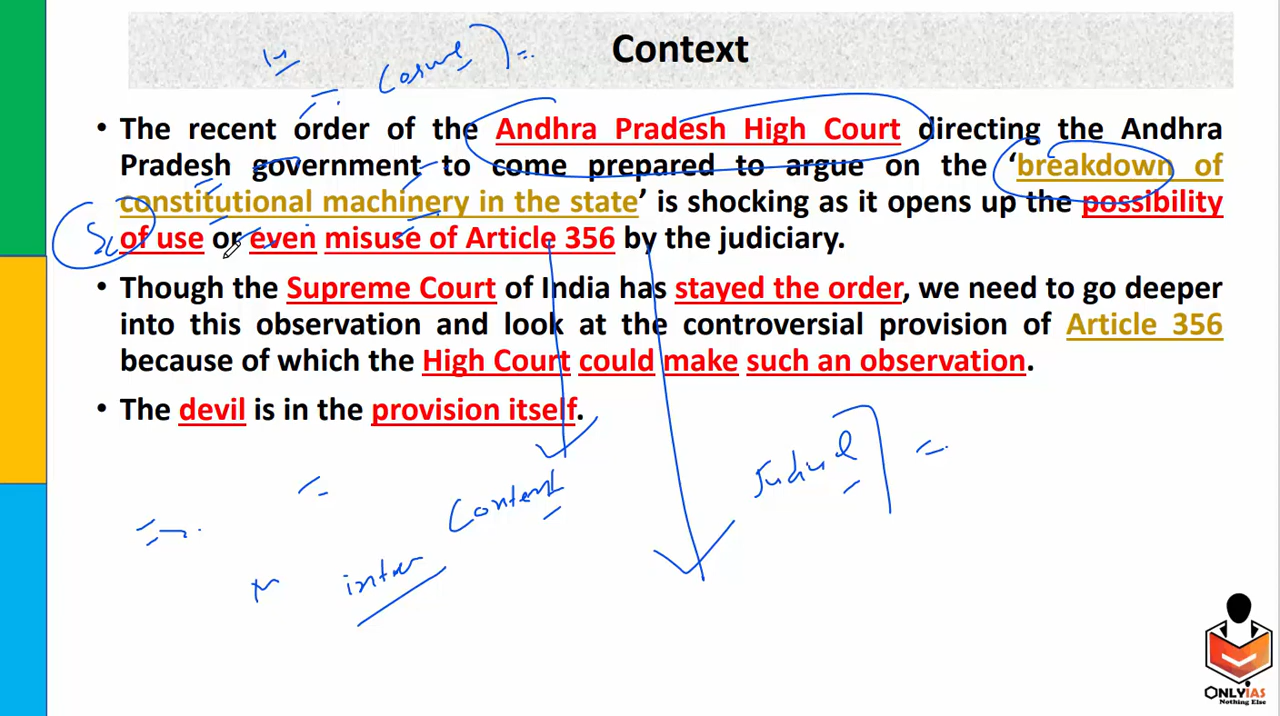 Context
• The recent order of the Andhra Pradesh High Court directing the Andhra
Pradesh government to come prepared to argue on the ‘breakdown of
constitutional machinery in the state’ is shocking as it opens up the possibility
of use or even misuse of Article 356 by the judiciary.
• Though the Supreme Court of India has stayed the order, we need to go deeper
into this observation and look at the controversial provision of Article 356
because of which the High Court could make such an observation.
• The devil is in the provision itself.
Content
ONLYIAS
Nothing Else